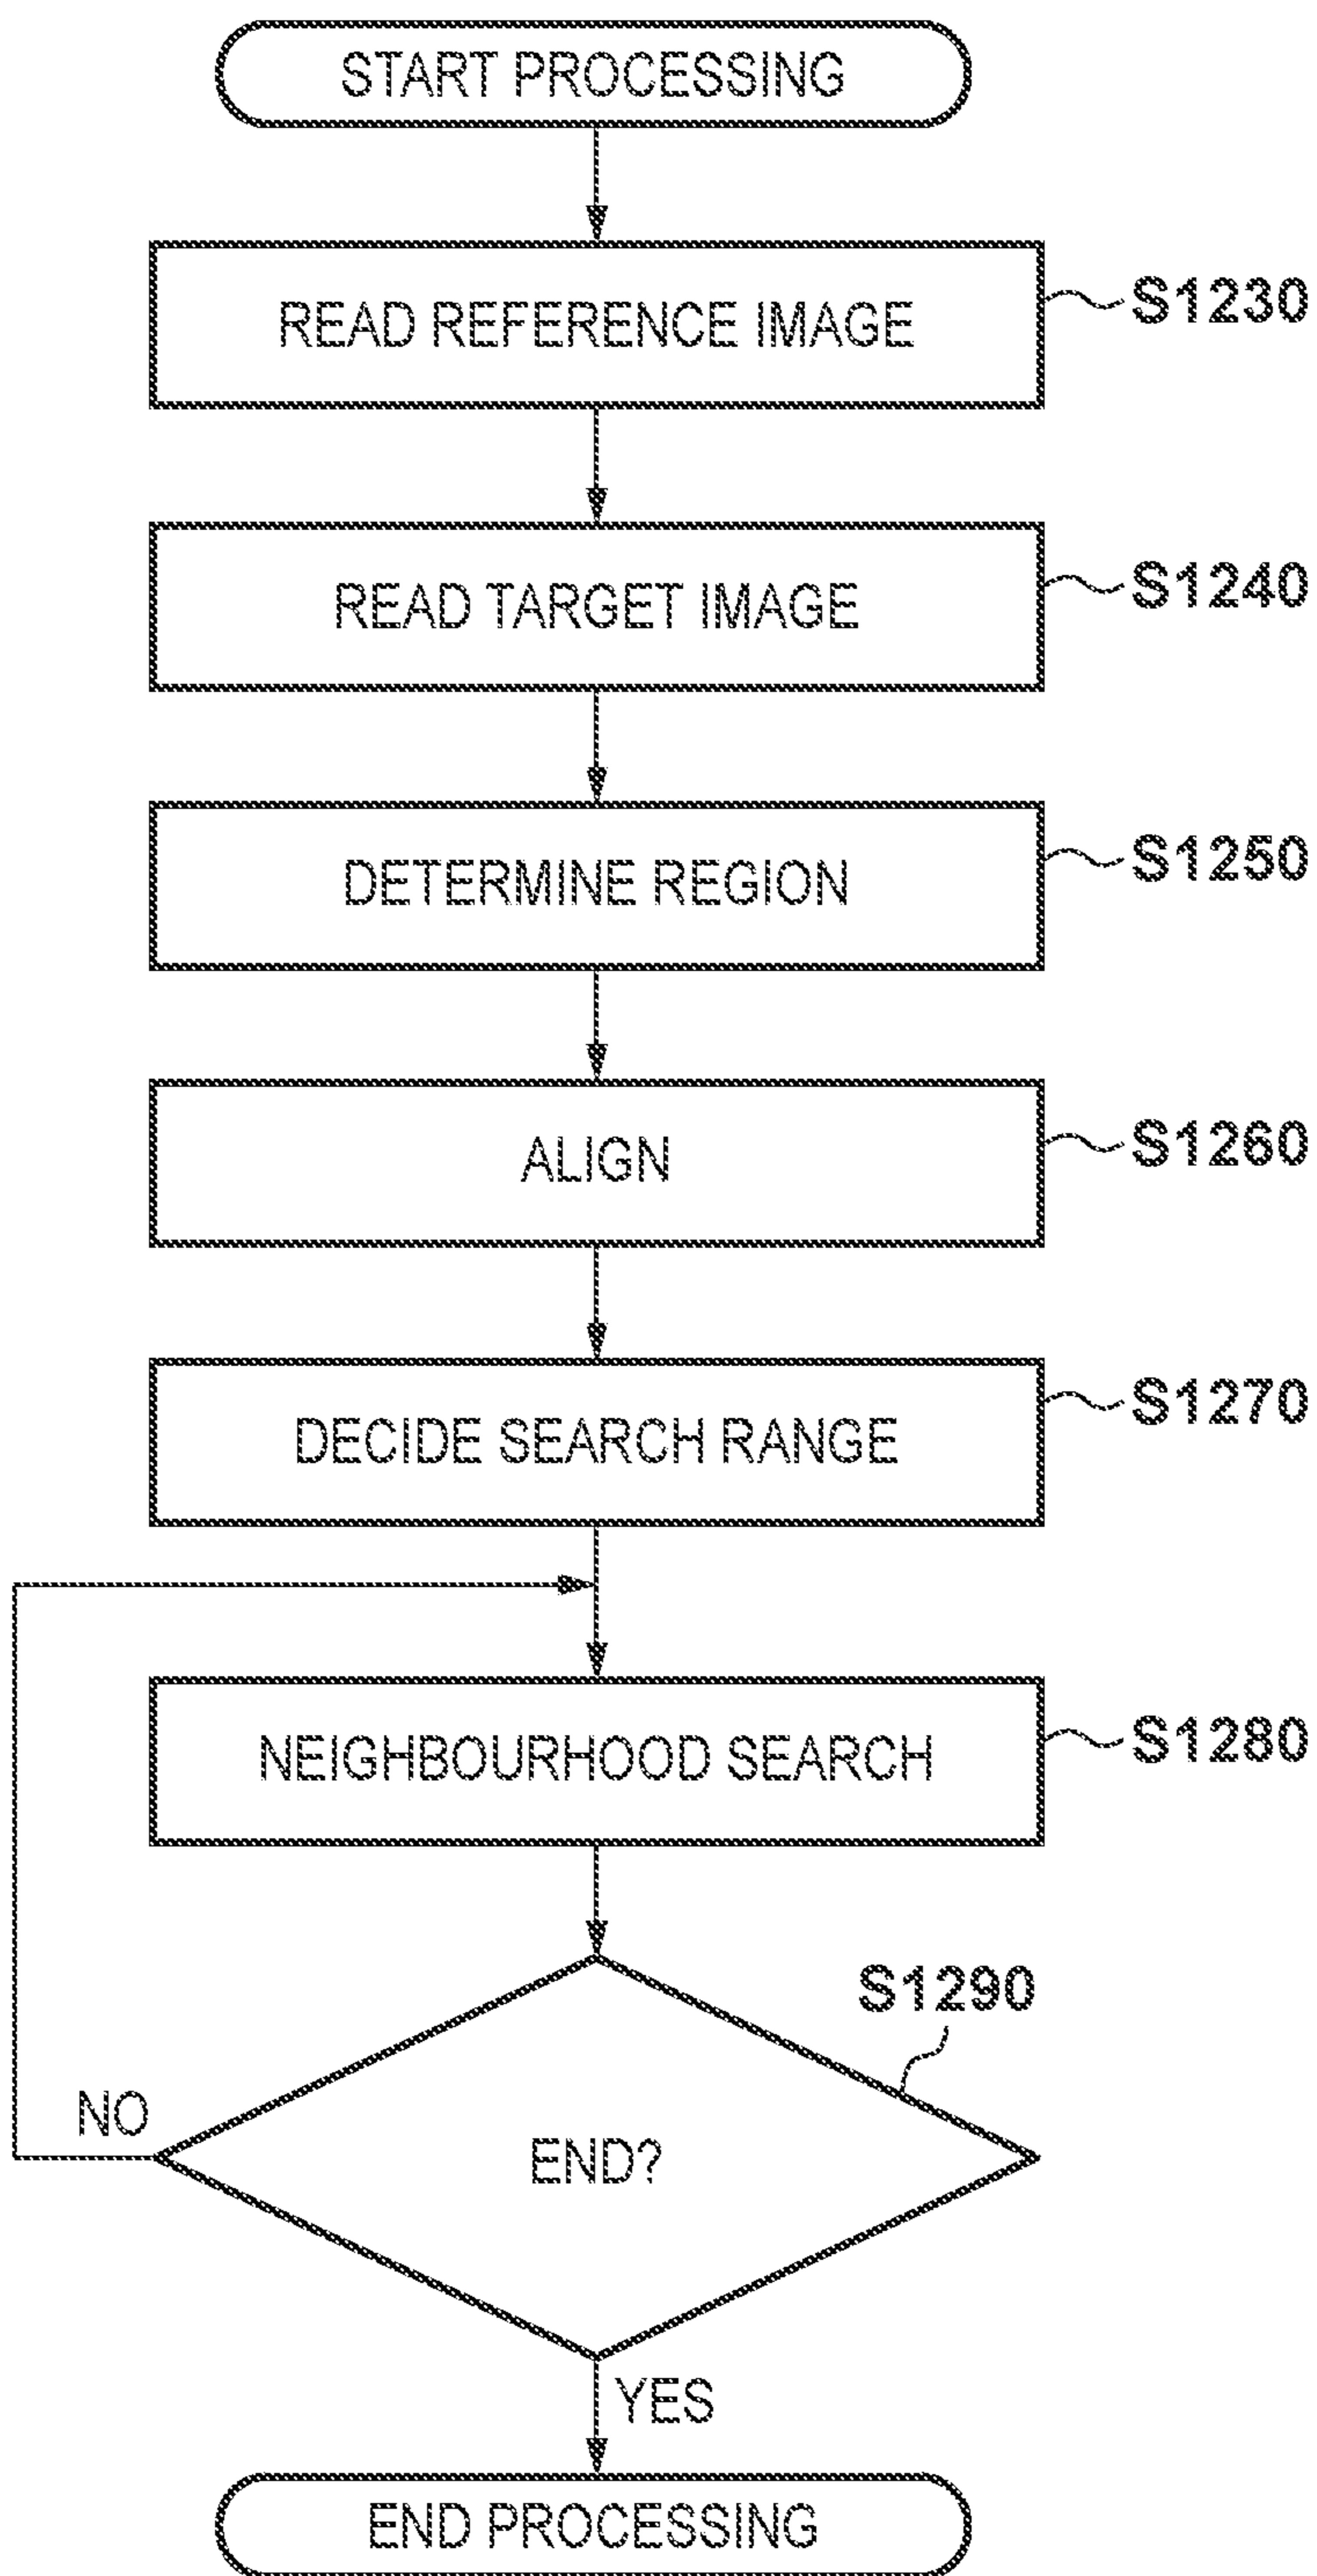 START PROCESSING
READ REFERENCE IMAGE
S1230
READ TARGET IMAGE
S1240
DETERMINE REGION
S1250
ALIGN
S1260
DECIDE SEARCH RANGE
S1270
NEIGHBOURHOOD SEARCH
S1280
S1290
NO
END?
YES
END PROCESSING